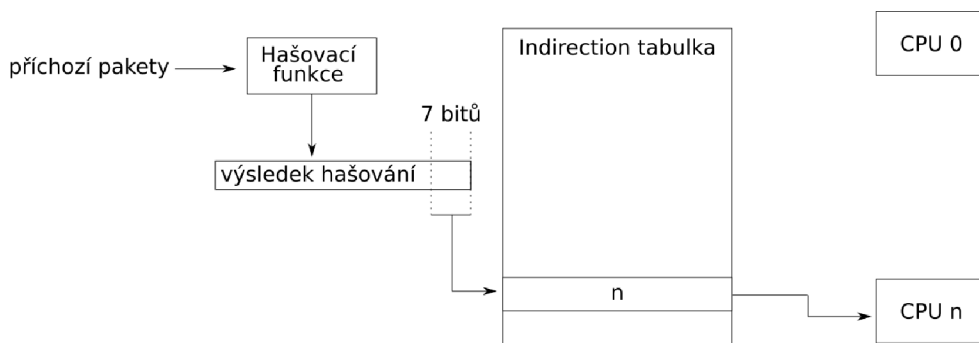 příchozí pakety
Hašovací
funkce
7 bitů
výsledek hašování
Indirection tabulka
n
CPU 0
CPU n